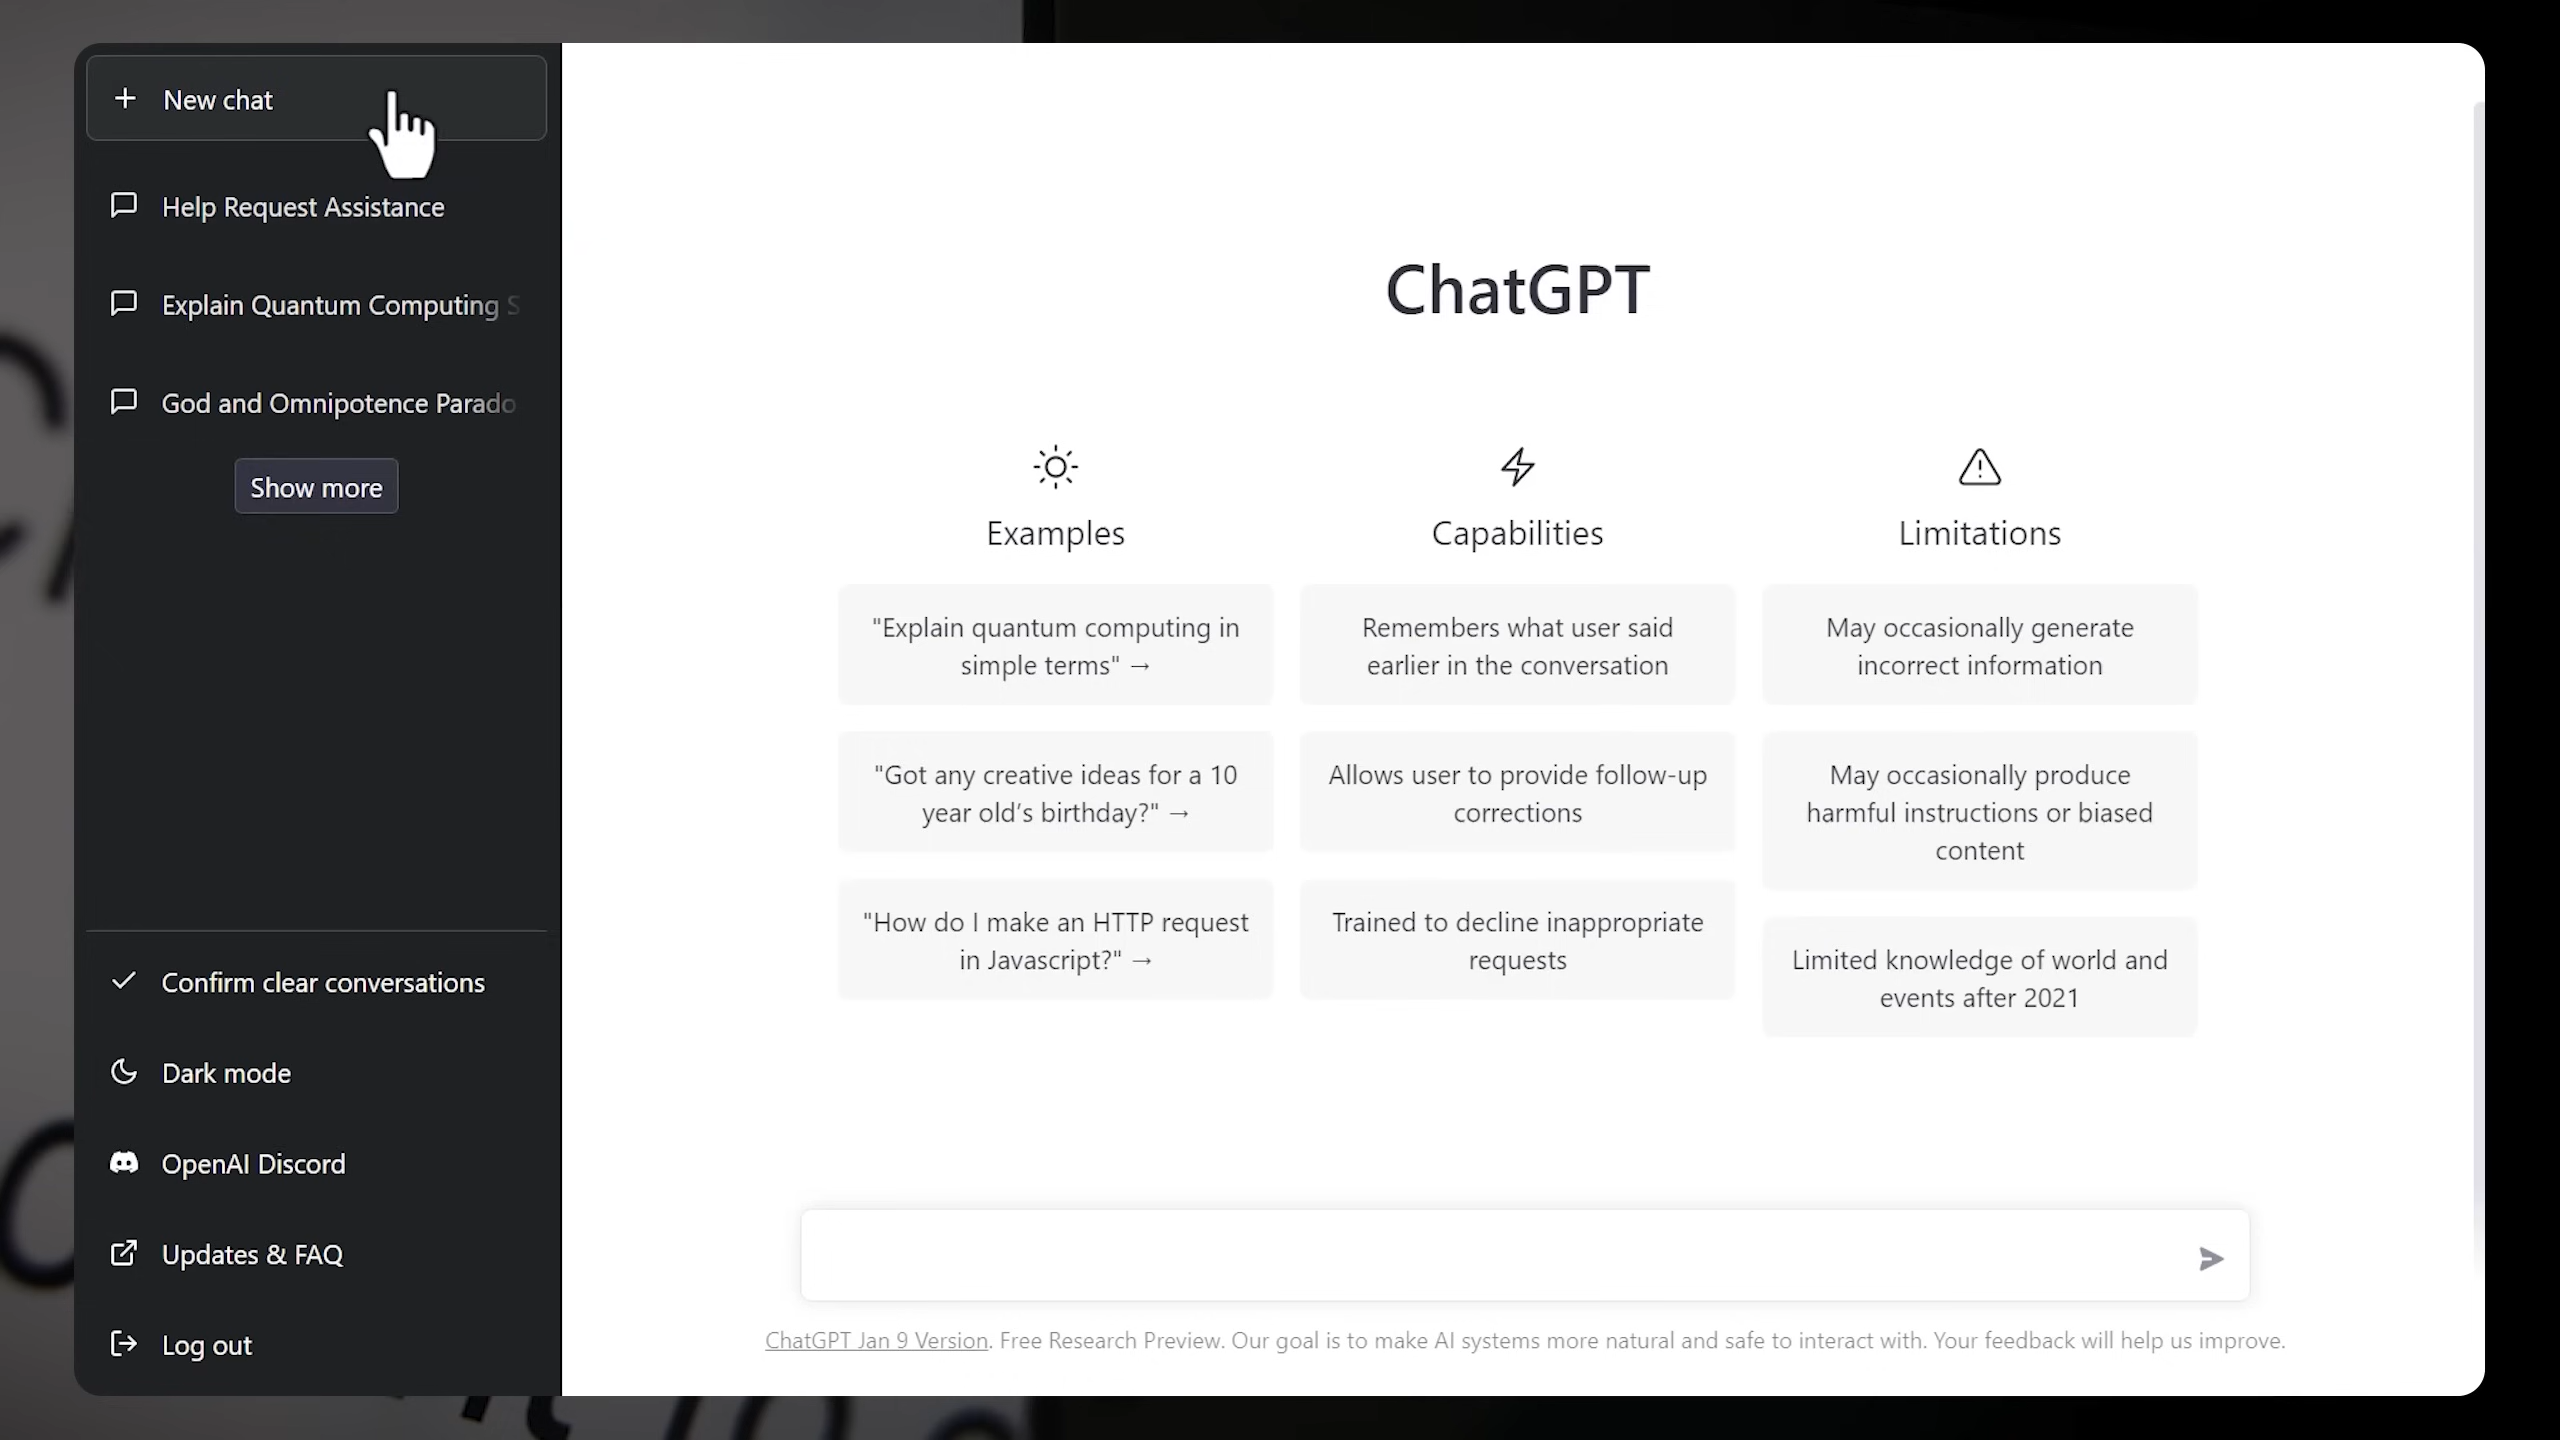 New chat
Help Request Assistance
Explain Quantum Computing S
God and Omnipotence Parado
Show more
Confirm clear conversations
Dark mode
OpenAI Discord
Updates & FAQ
Log out
ChatGPT
Examples
"Explain quantum computing in
simple terms" →
"Got any creative ideas for a 10
year old’s birthday?" →
"How do I make an HTTP request
in Javascript?" →
Capabilities
Remembers what user said
earlier in the conversation
Allows user to provide follow-up
corrections
Trained to decline inappropriate
requests
Limitations
May occasionally generate
incorrect information
May occasionally produce
harmful instructions or biased
content
Limited knowledge of world and
events after 2021
ChatGPT Jan 9 Version. Free Research Preview. Our goal is to make AI systems more natural and safe to interact with. Your feedback will help us improve.